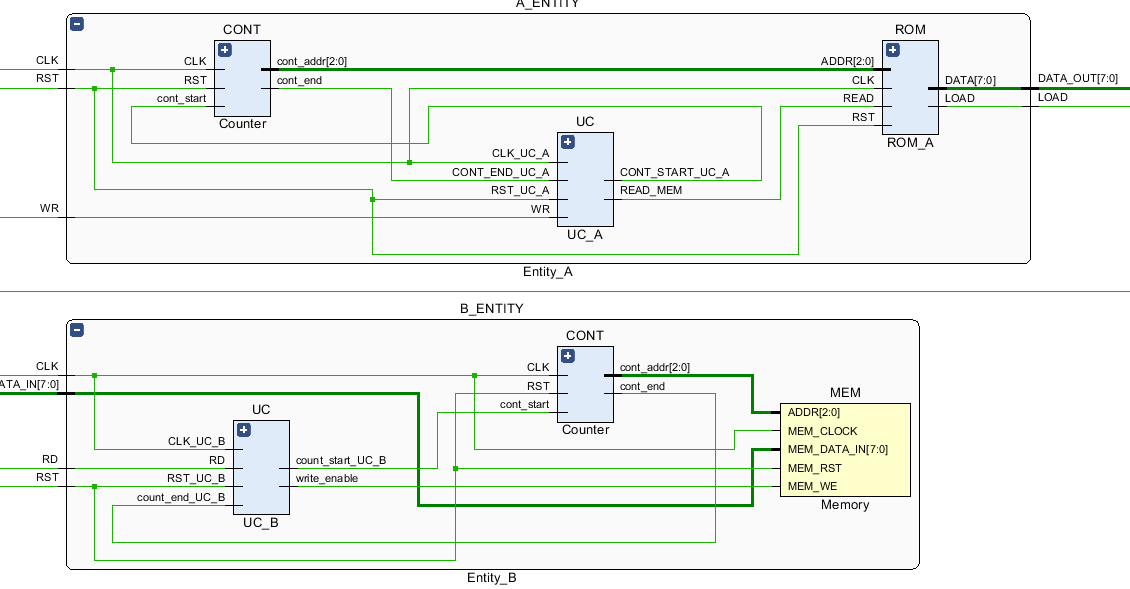 A_ENTITY
CONT
ROM
CLK
CLK
cont_addr[2:0]
ADDR[2:0]
RST
RST
cont_end
CLK
DATA[7:0]
DATA_OUT[7:0]
cont_start
READ
LOAD
LOAD
Counter
UC
RST
ROM_A
CLK_UC_A
CONT_END_UC_A
CONT_START_UC_A
RST_UC_A
READ_MEM
WR
WR
UC_A
Entity_A
B_ENTITY
CONT
CLK
CLK
cont_addr[2:0]
ATA_IN[7:0]
RST
cont_end
MEM
cont_start
ADDR[2:0]
UC
Counter
MEM_CLOCK
CLK_UC_B
MEM_DATA_IN[7:0]
RD
RD
count_start_UC_B
MEM_RST
RST
RST_UC_B
write_enable
MEM_WE
count_end_UC_B
Memory
UC_B
Entity_B